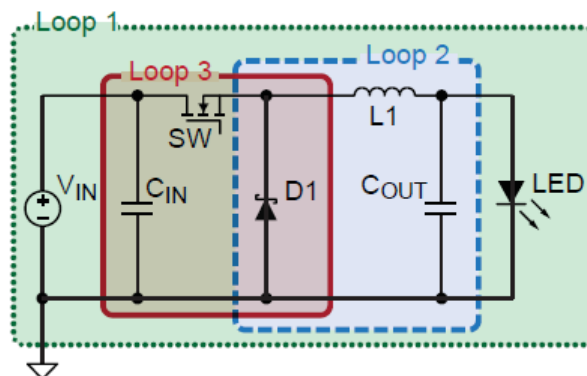 Loop 1
Loop 2
Loop 3
L1
SW
VIN
CIN
D1
COUT
LED